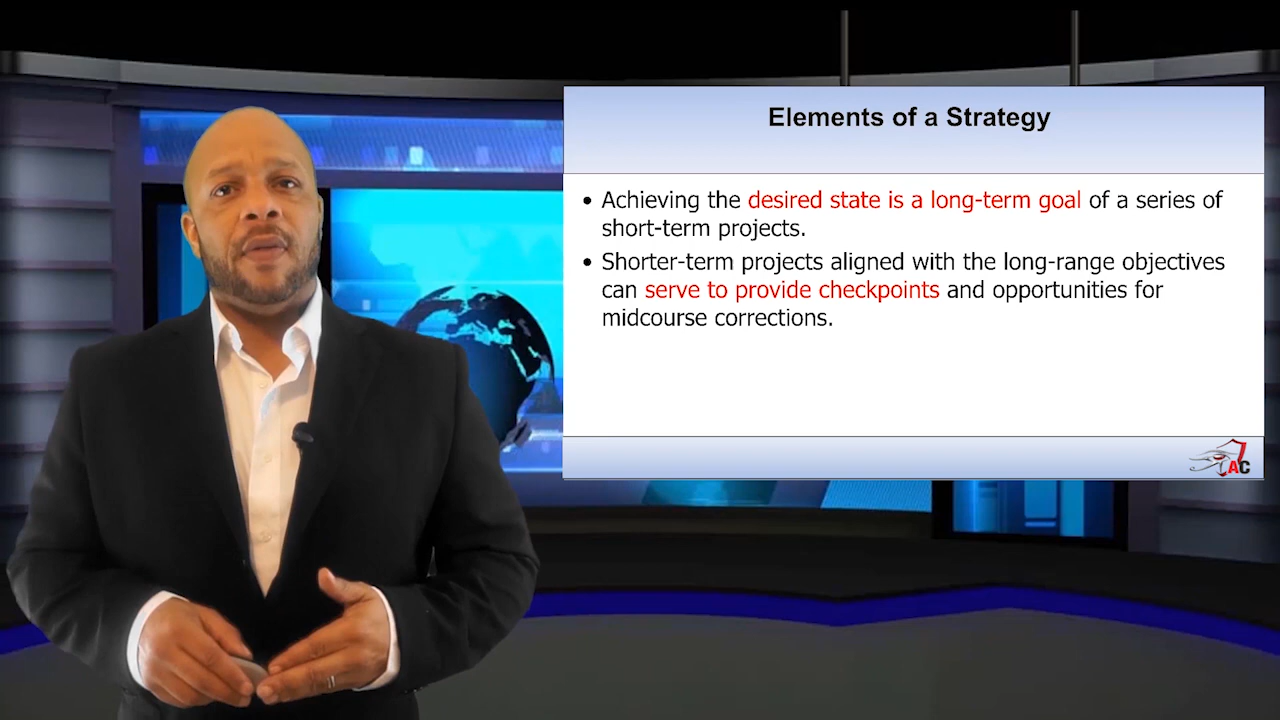 Elements of a Strategy
• Achieving the desired state is a long-term goal of a series of
short-term projects.
• Shorter-term projects aligned with the long-range objectives
can serve to provide checkpoints and opportunities for
midcourse corrections.
AC